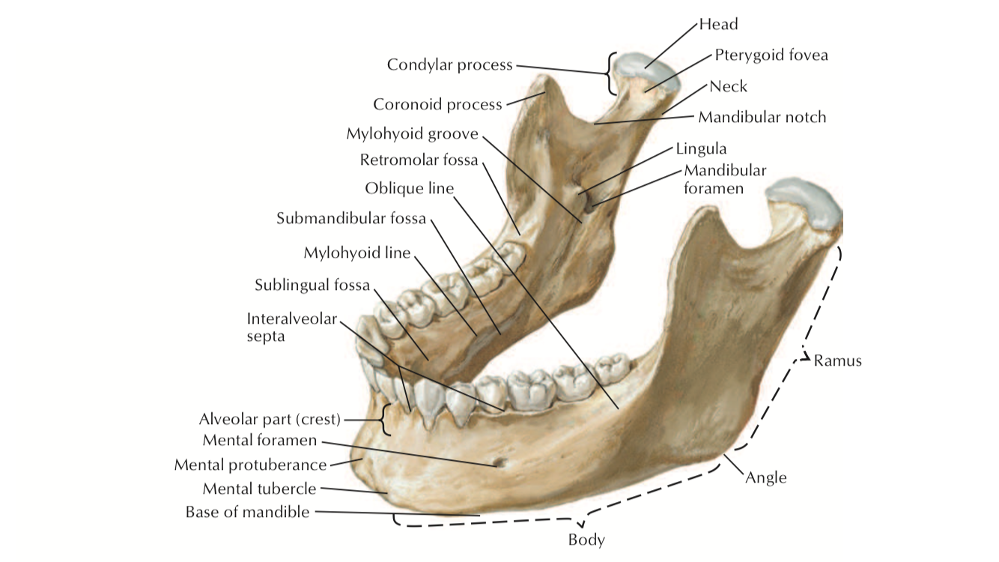 Head
Condylar process
Pterygoid fovea
Neck
Coronoid process
Mandibular notch
Mylohyoid groove
Lingula
Retromolar fossa
Mandibular
foramen
Oblique line
Submandibular fossa
Mylohyoid line
Sublingual fossa
Interalveolar
septa
Ramus
Alveolar part (crest)
Mental foramen
Mental protuberance
Angle
Mental tubercle
Base of mandible
Body